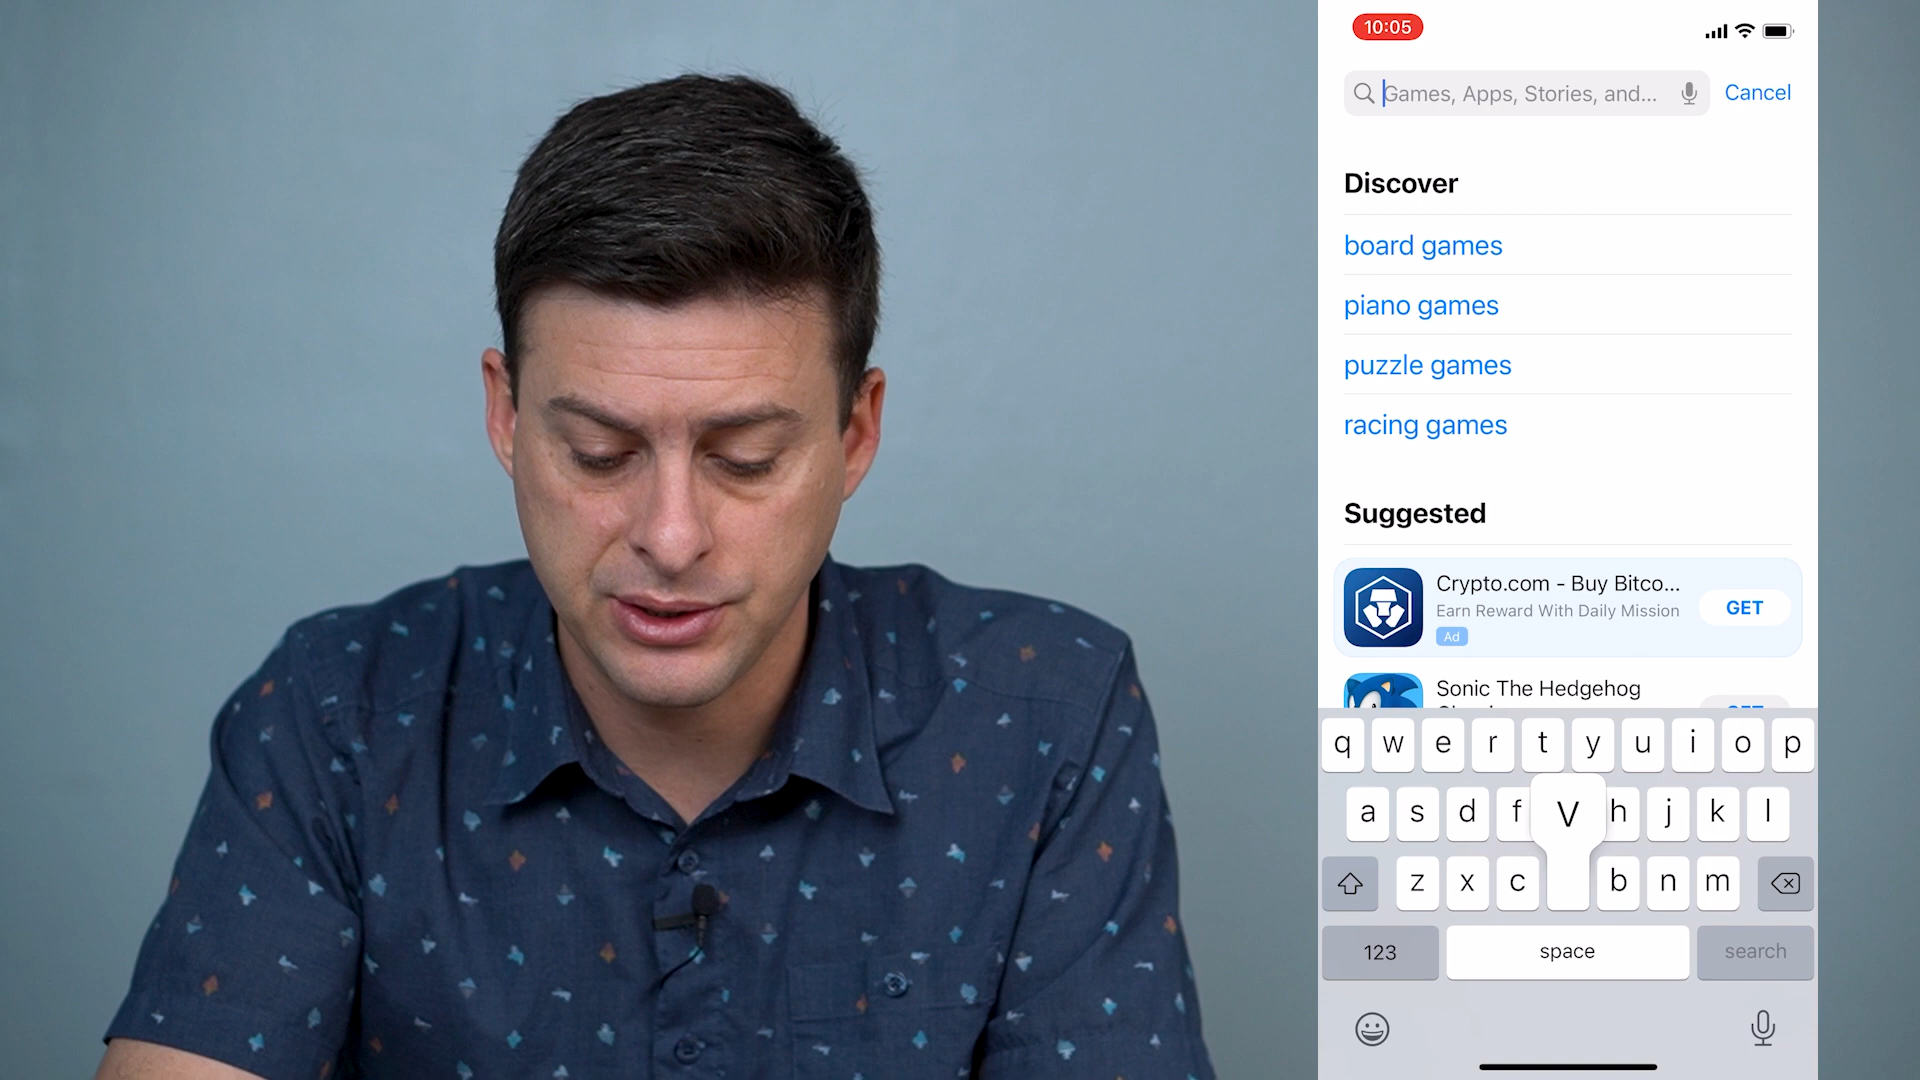 10:05
Games, Apps, Stories, and...
Cancel
Discover
board games
piano games
puzzle games
racing games
Suggested
Crypto.com - Buy Bitco...
Earn Reward With Daily Mission
Ad
GET
Sonic The Hedgehog
q w e r t y u i o p
a s d f V h j k l
z x c b n m
123 space search